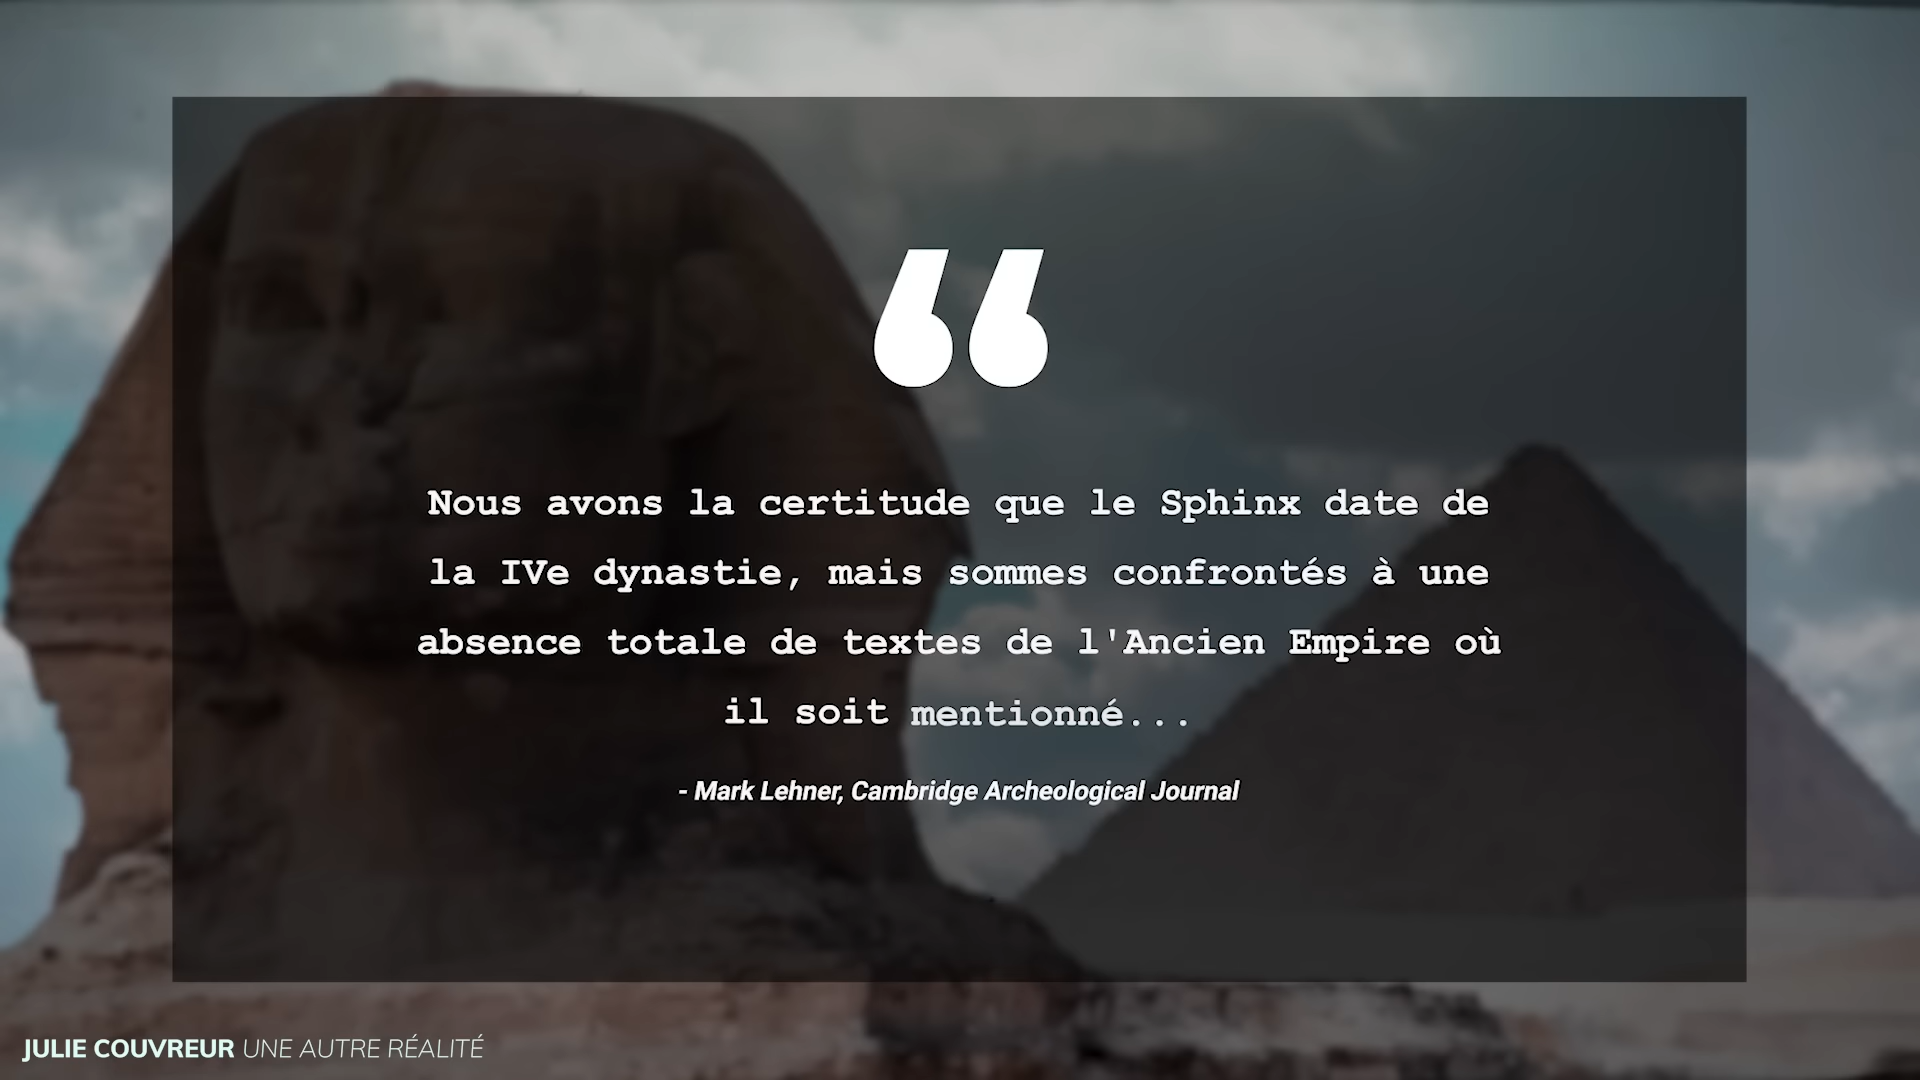 Nous avons la certitude que le Sphinx date de
la IVe dynastie, mais sommes confrontés à une
absence totale de textes de l'Ancien Empire où
il soit mentionné...
- Mark Lehner, Cambridge Archeological Journal
JULIE COUVREUR UNE AUTRE RÉALITÉ